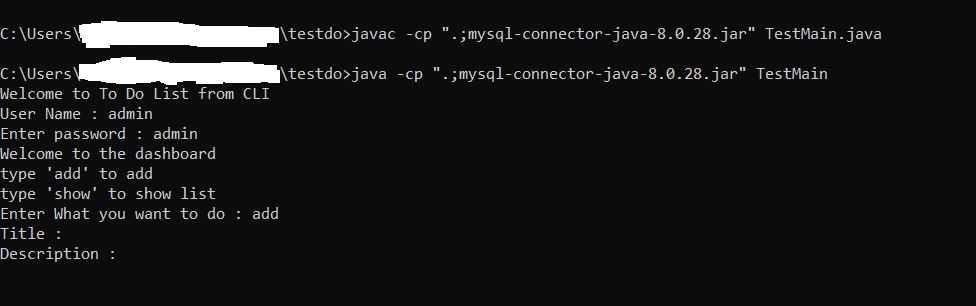 C:\Users\ \testdo>javac -cp ".;mysql-connector-java-8.0.28.jar" TestMain.java
C:\Users\ \testdo>java -cp ".;mysql-connector-java-8.0.28.jar" TestMain
Welcome to To Do List from CLI
User Name : admin
Enter password : admin
Welcome to the dashboard
type 'add' to add
type 'show' to show list
Enter What you want to do : add
Title :
Description :